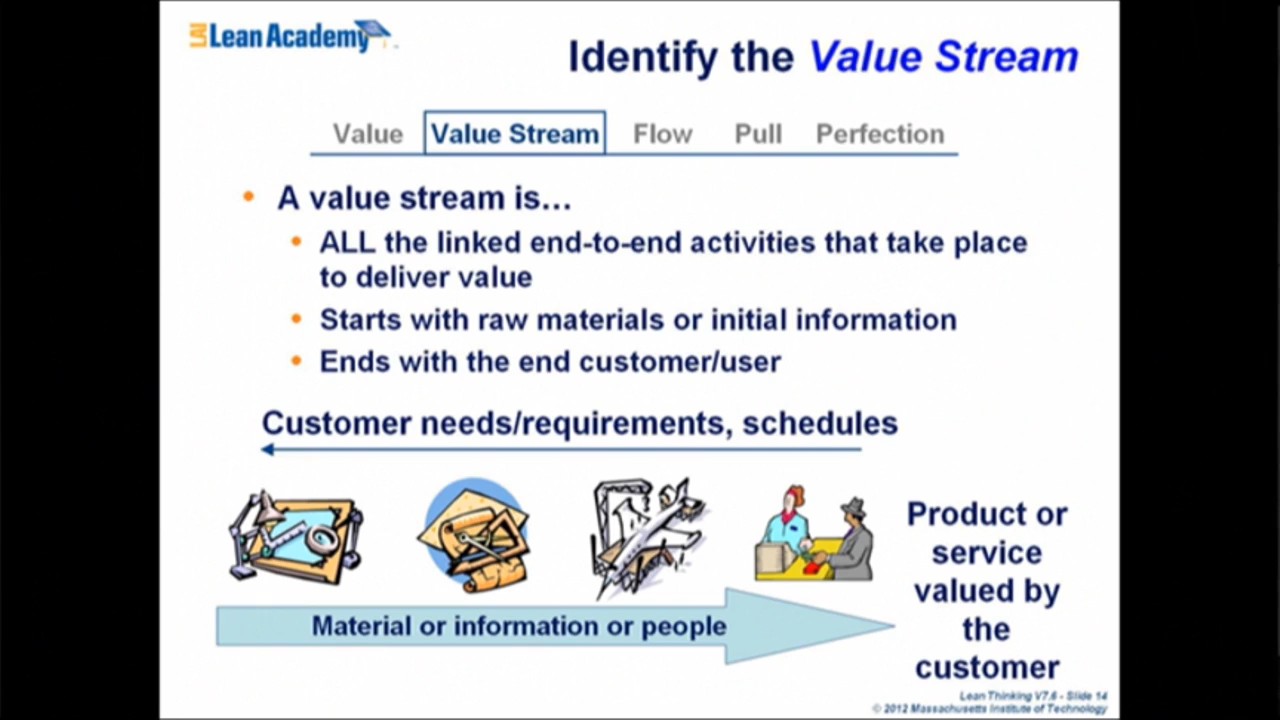 LAI Lean Academy™
Identify the Value Stream
Value Value Stream Flow Pull Perfection
• A value stream is…
• ALL the linked end-to-end activities that take place
to deliver value
• Starts with raw materials or initial information
• Ends with the end customer/user
Customer needs/requirements, schedules
Product or
service
valued by
the
customer
Material or information or people
Lean Thinking V7.6 - Slide 14
© 2012 Massachusetts Institute of Technology